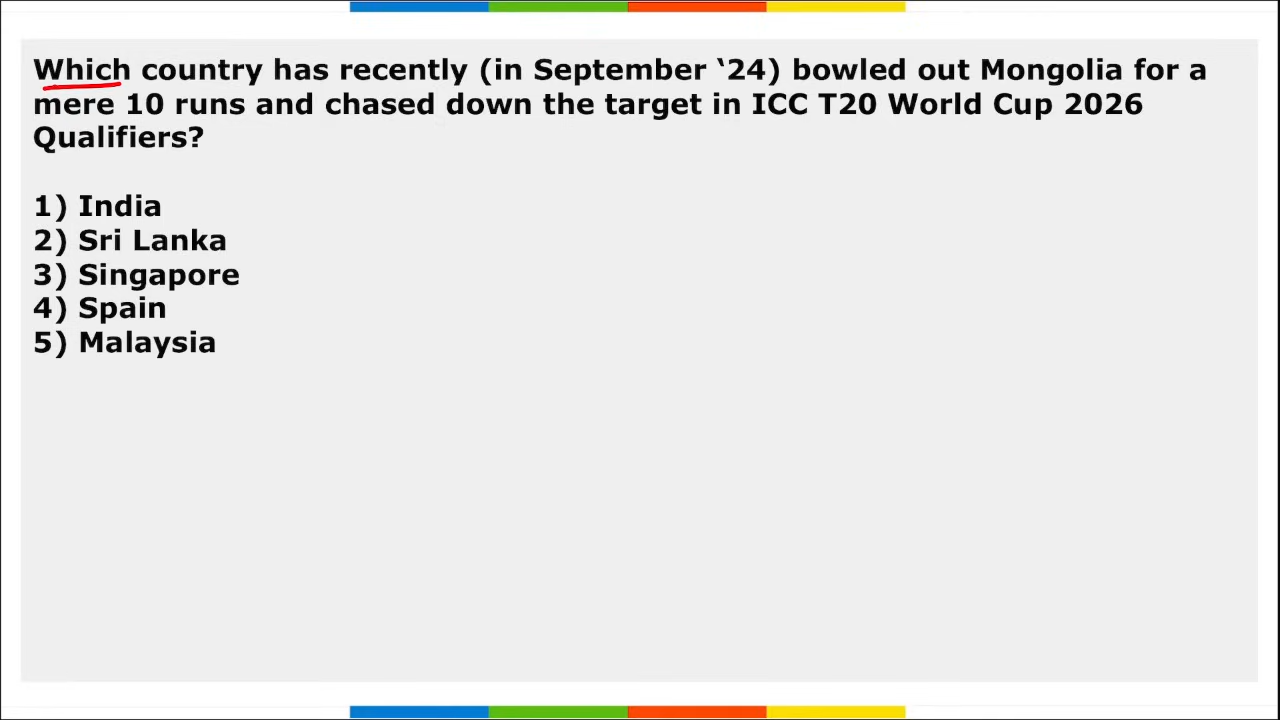 Which country has recently (in September ‘24) bowled out Mongolia for a
mere 10 runs and chased down the target in ICC T20 World Cup 2026
Qualifiers?
1) India
2) Sri Lanka
3) Singapore
4) Spain
5) Malaysia